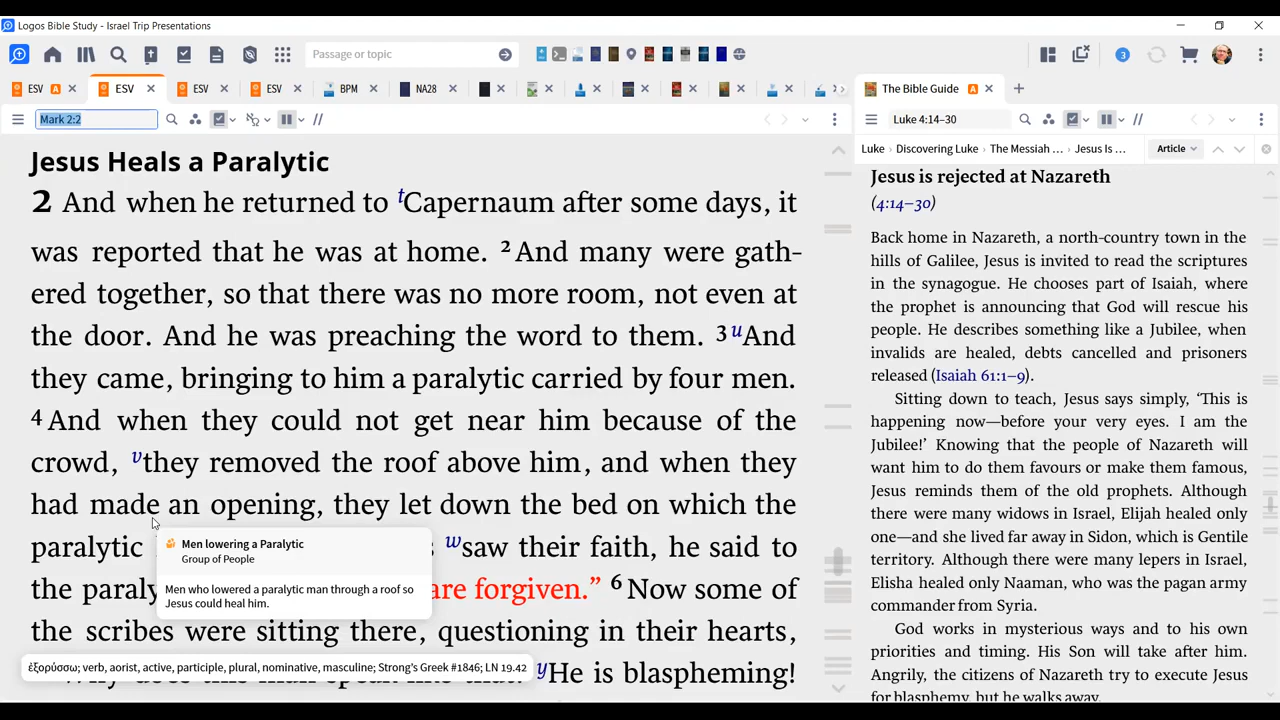 Logos Bible Study - Israel Trip Presentations
Passage or topic
3
ESV A
ESV
ESV
ESV
BPM
NA28
The Bible Guide A
Mark 2:2
Luke 4:14–30
Luke › Discovering Luke › The Messiah ... › Jesus Is ...
Article
Jesus Heals a Paralytic
2 And when he returned to tCapernaum after some days, it
was reported that he was at home. 2 And many were gath-
ered together, so that there was no more room, not even at
the door. And he was preaching the word to them. 3 uAnd
they came, bringing to him a paralytic carried by four men.
4 And when they could not get near him because of the
crowd, vthey removed the roof above him, and when they
had made an opening, they let down the bed on which the
paralytic
wsaw their faith, he said to
the paraly
are forgiven.” 6 Now some of
the scribes were sitting there, questioning in their hearts,
yHe is blaspheming!
Men lowering a Paralytic
Group of People
Men who lowered a paralytic man through a roof so
Jesus could heal him.
ἐξορύσσω; verb, aorist, active, participle, plural, nominative, masculine; Strong's Greek #1846; LN 19.42
Jesus is rejected at Nazareth
(4:14–30)
Back home in Nazareth, a north-country town in the
hills of Galilee, Jesus is invited to read the scriptures
in the synagogue. He chooses part of Isaiah, where
the prophet is announcing that God will rescue his
people. He describes something like a Jubilee, when
invalids are healed, debts cancelled and prisoners
released (Isaiah 61:1–9).
Sitting down to teach, Jesus says simply, ‘This is
happening now—before your very eyes. I am the
Jubilee!’ Knowing that the people of Nazareth will
want him to do them favours or make them famous,
Jesus reminds them of the old prophets. Although
there were many widows in Israel, Elijah healed only
one—and she lived far away in Sidon, which is Gentile
territory. Although there were many lepers in Israel,
Elisha healed only Naaman, who was the pagan army
commander from Syria.
God works in mysterious ways and to his own
priorities and timing. His Son will take after him.
Angrily, the citizens of Nazareth try to execute Jesus
for blasphemy, but he walks away.